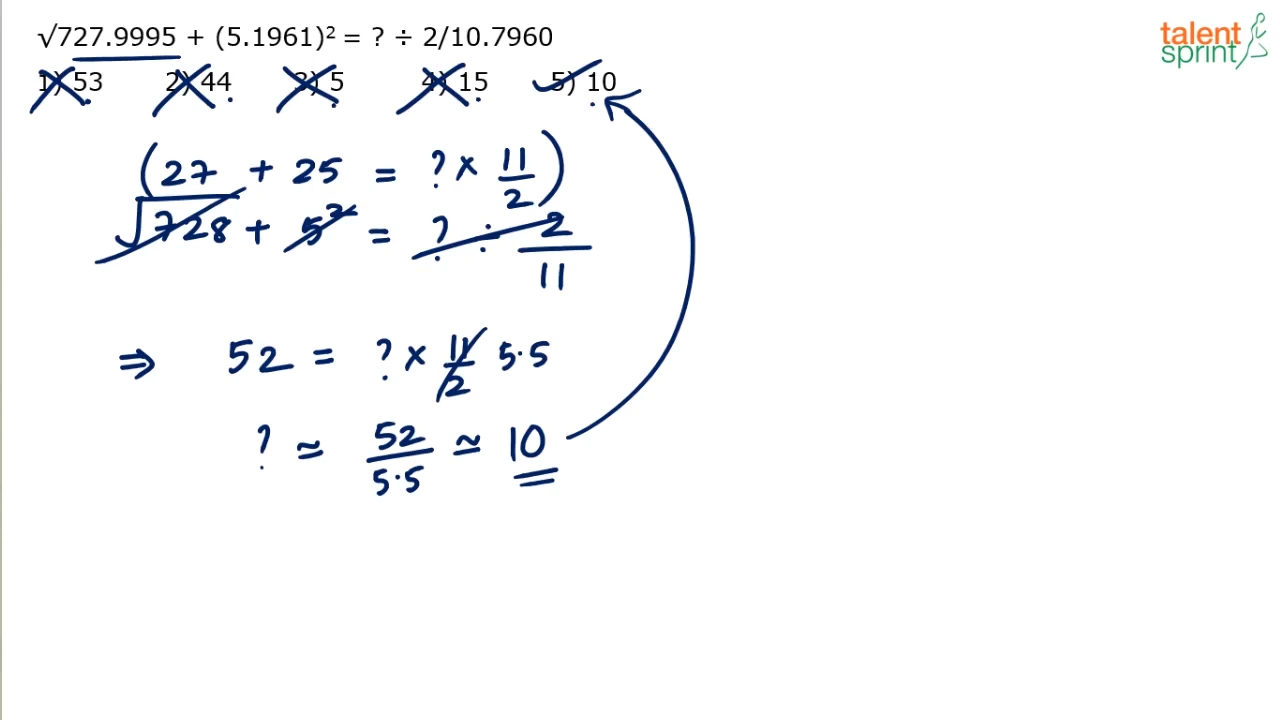 √727.9995 + (5.1961)² = ? ÷ 2/10.7960
talent
sprint
1) 53 2) 44 3) 5 4) 15 5) 10
(27 + 25 = ? × 11/2)
√728 + 5² = ? ÷ 2/11
⇒ 52 = ? × 11/2 5.5
? ≃ 52/5.5 ≃ 10